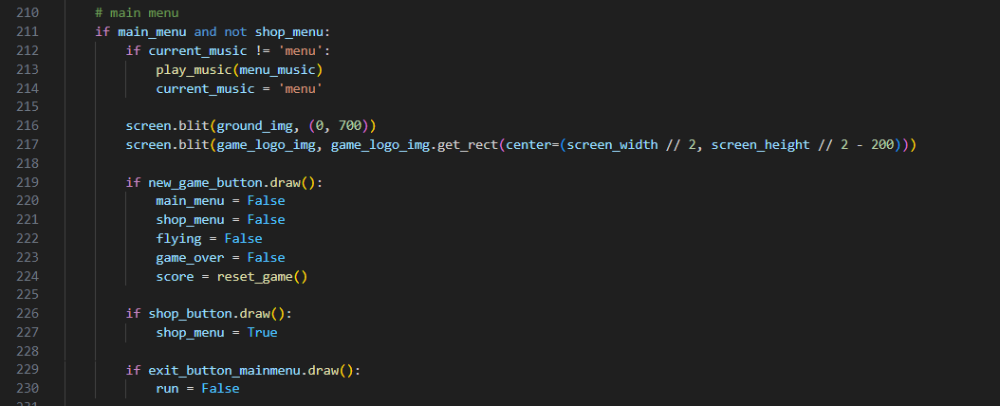 210 # main menu
211 if main_menu and not shop_menu:
212     if current_music != 'menu':
213         play_music(menu_music)
214         current_music = 'menu'
215
216     screen.blit(ground_img, (0, 700))
217     screen.blit(game_logo_img, game_logo_img.get_rect(center=(screen_width // 2, screen_height // 2 - 200)))
218
219     if new_game_button.draw():
220         main_menu = False
221         shop_menu = False
222         flying = False
223         game_over = False
224         score = reset_game()
225
226     if shop_button.draw():
227         shop_menu = True
228
229     if exit_button_mainmenu.draw():
230         run = False